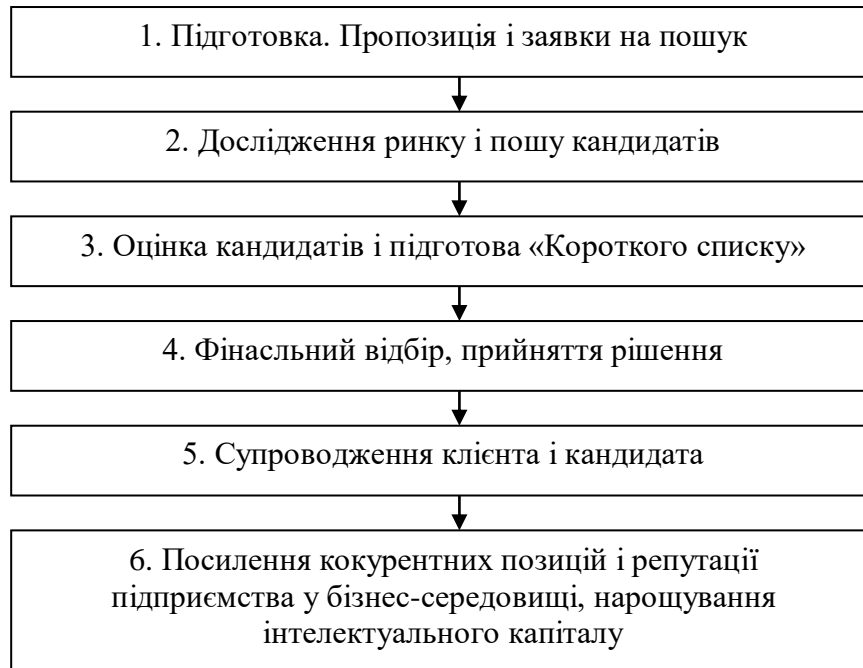 1. Підготовка. Пропозиція і заявки на пошук
2. Дослідження ринку і пошу кандидатів
3. Оцінка кандидатів і підготова «Короткого списку»
4. Фінасльний відбір, прийняття рішення
5. Супроводження клієнта і кандидата
6. Посилення кокурентних позицій і репутації
підприємства у бізнес-середовищі, нарощування
інтелектуального капіталу